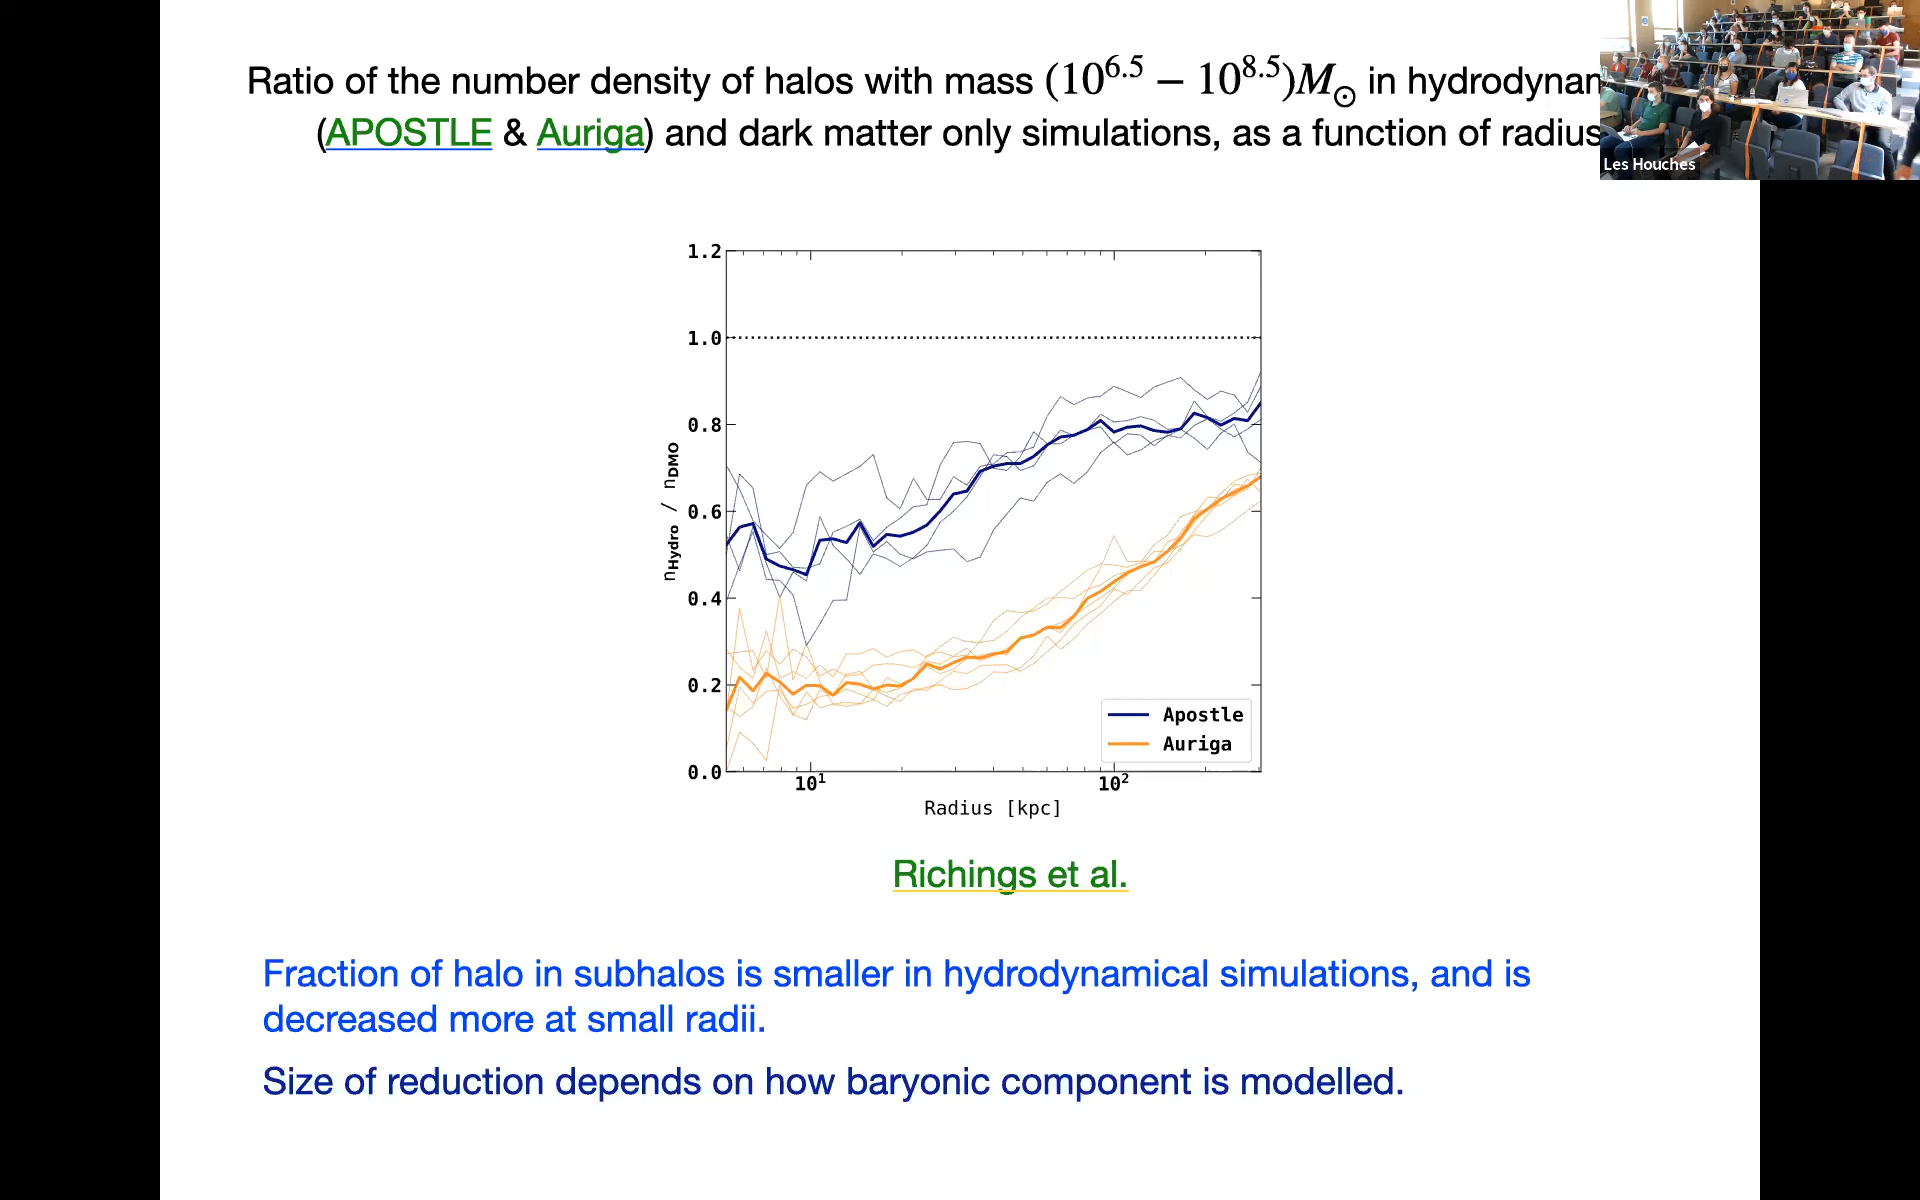 Ratio of the number density of halos with mass (10^6.5 − 10^8.5)M⊙ in hydrodynam
(APOSTLE & Auriga) and dark matter only simulations, as a function of radius
Les Houches
1.2
1.0
0.8
0.6
0.4
0.2
0.0
n_Hydro / n_DMO
10^1
10^2
Radius [kpc]
Apostle
Auriga
Richings et al.
Fraction of halo in subhalos is smaller in hydrodynamical simulations, and is
decreased more at small radii.
Size of reduction depends on how baryonic component is modelled.